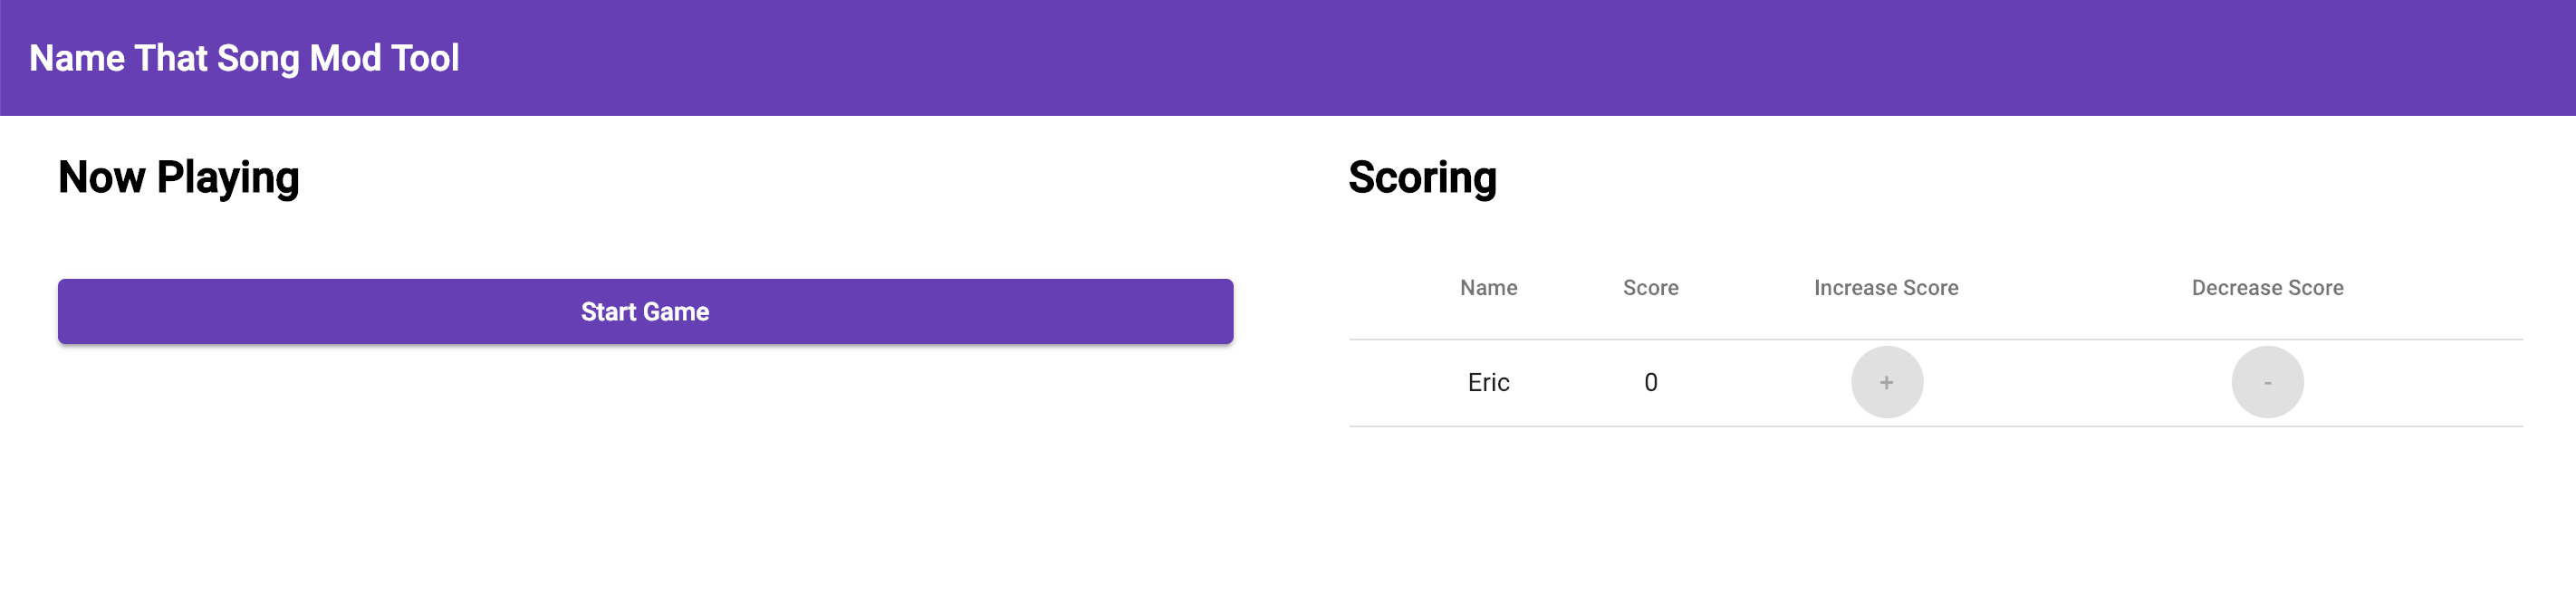 Name That Song Mod Tool
Now Playing
Start Game
Scoring
Name Score Increase Score Decrease Score
Eric 0 + -